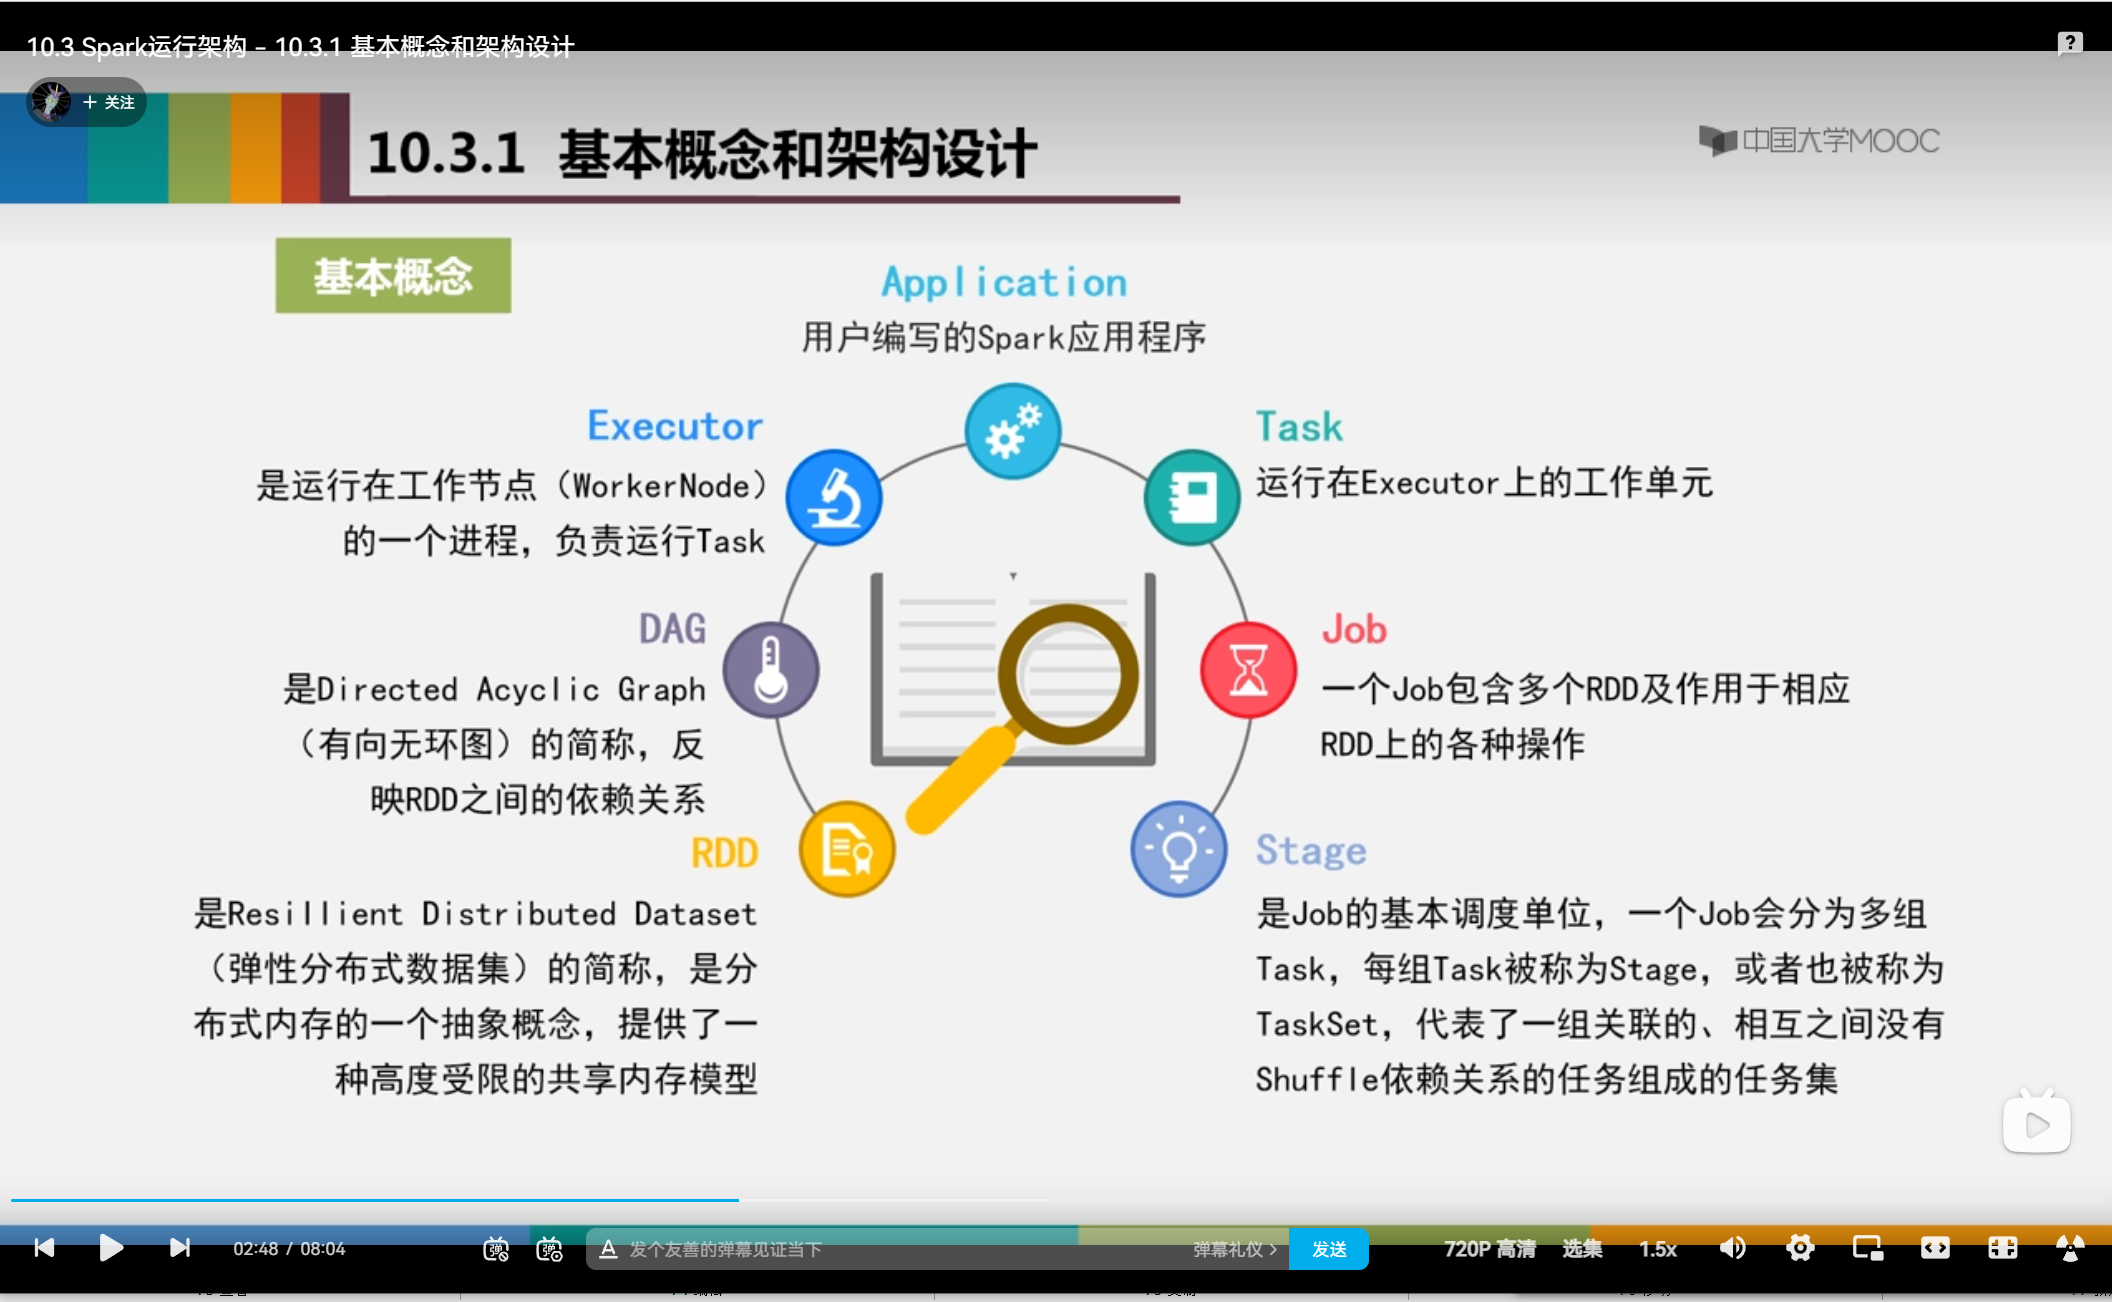 10.3 Spark运行架构 - 10.3.1 基本概念和架构设计
+ 关注
10.3.1 基本概念和架构设计
中国大学MOOC
基本概念
Application
用户编写的Spark应用程序
Executor
是运行在工作节点（WorkerNode）
的一个进程，负责运行Task
Task
运行在Executor上的工作单元
DAG
是Directed Acyclic Graph
（有向无环图）的简称，反
映RDD之间的依赖关系
Job
一个Job包含多个RDD及作用于相应
RDD上的各种操作
RDD
是Resillient Distributed Dataset
（弹性分布式数据集）的简称，是分
布式内存的一个抽象概念，提供了一
种高度受限的共享内存模型
Stage
是Job的基本调度单位，一个Job会分为多组
Task，每组Task被称为Stage，或者也被称为
TaskSet，代表了一组关联的、相互之间没有
Shuffle依赖关系的任务组成的任务集
02:48 / 08:04
弹
弹
A 发个友善的弹幕见证当下
弹幕礼仪 >
发送
720P 高清
选集
1.5x